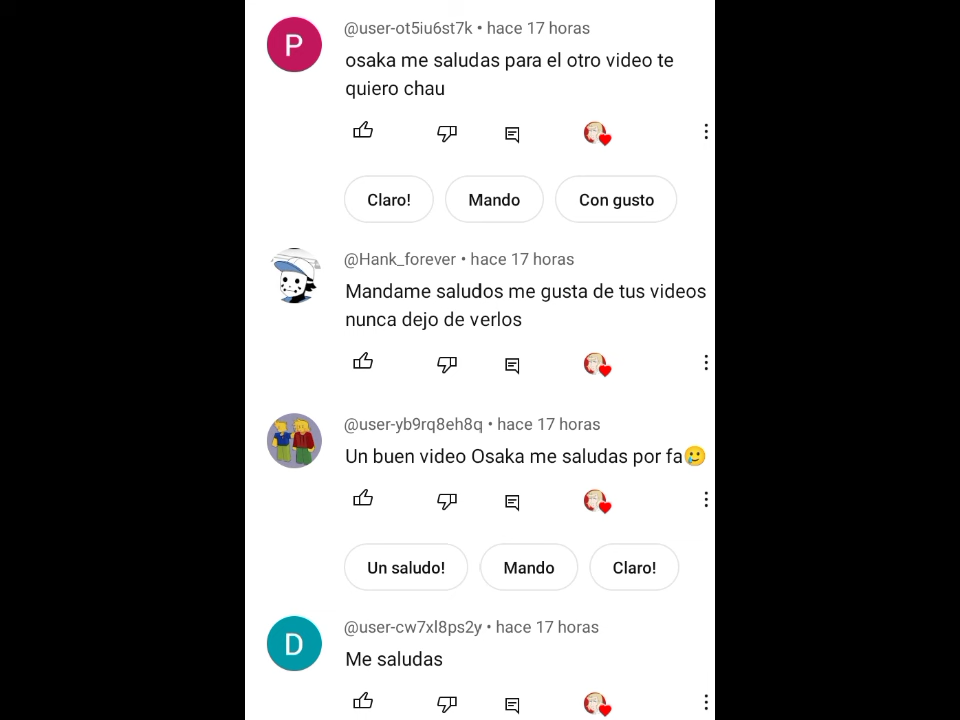 P
@user-ot5iu6st7k • hace 17 horas
osaka me saludas para el otro video te
quiero chau
Claro!
Mando
Con gusto
@Hank_forever • hace 17 horas
Mandame saludos me gusta de tus videos
nunca dejo de verlos
@user-yb9rq8eh8q • hace 17 horas
Un buen video Osaka me saludas por fa🥲
Un saludo!
Mando
Claro!
D
@user-cw7xl8ps2y • hace 17 horas
Me saludas